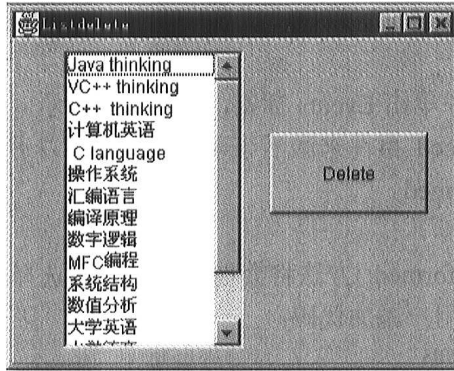 Listdelete
Java thinking
VC++ thinking
C++ thinking
计算机英语
C language
操作系统
汇编语言
编译原理
数字逻辑
MFC编程
系统结构
数值分析
大学英语
Delete